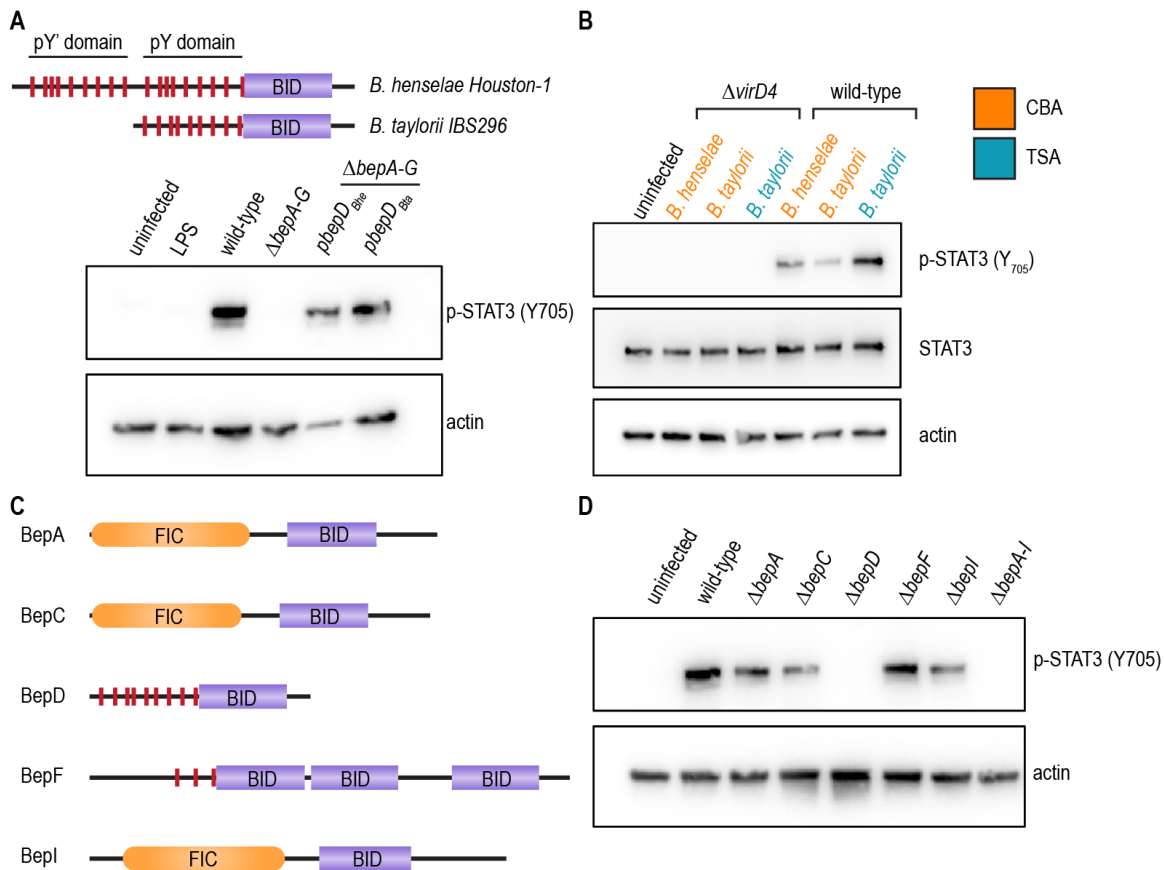 A
pY' domain pY domain
BID B. henselae Houston-1
BID B. taylorii IBS296
ΔbepA-G
uninfected LPS wild-type ΔbepA-G pbepD Bhe pbepD Bta
p-STAT3 (Y705)
actin
B
ΔvirD4 wild-type
uninfected B. henselae B. taylorii B. taylorii B. henselae B. taylorii B. taylorii
CBA
TSA
p-STAT3 (Y705)
STAT3
actin
C
BepA FIC BID
BepC FIC BID
BepD BID
BepF BID BID BID
BepI FIC BID
D
uninfected wild-type ΔbepA ΔbepC ΔbepD ΔbepF ΔbepI ΔbepA-I
p-STAT3 (Y705)
actin